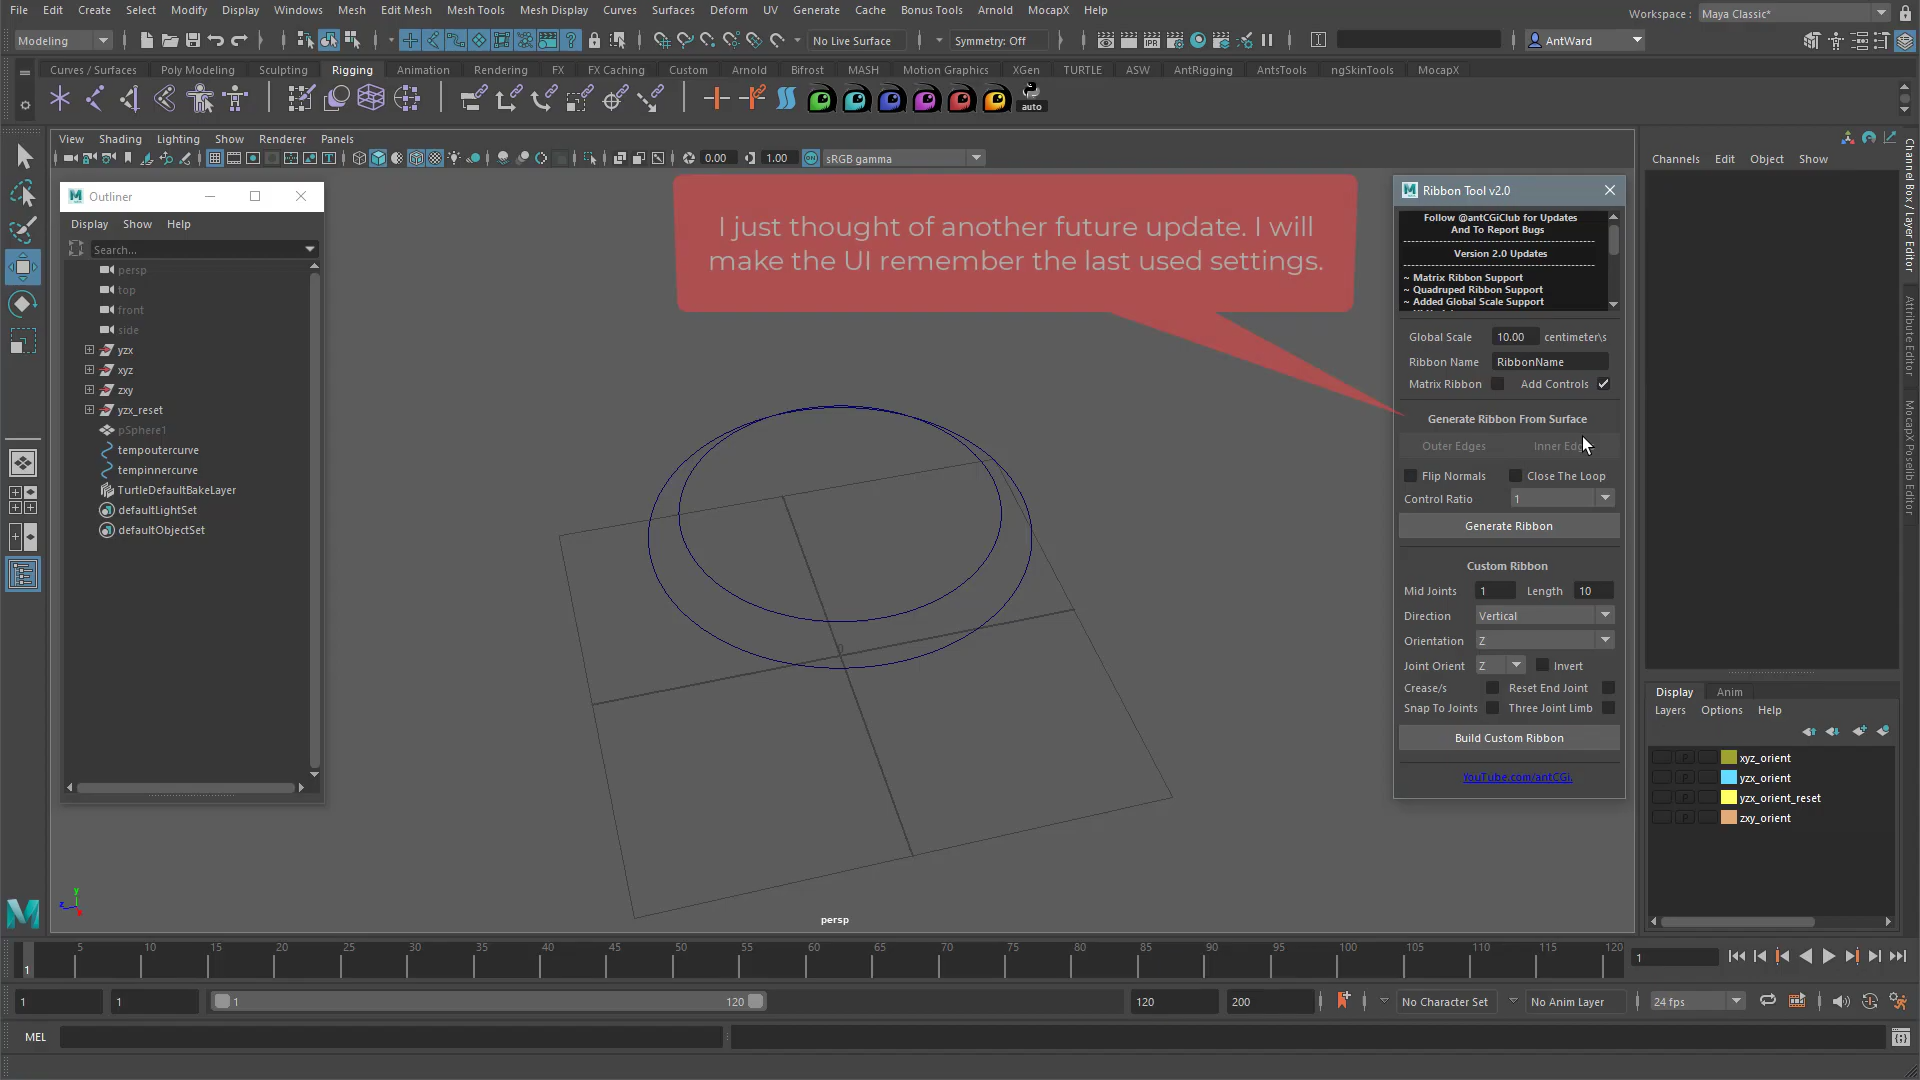 File Edit Create Select Modify Display Windows Mesh Edit Mesh Mesh Tools Mesh Display Curves Surfaces Deform UV Generate Cache Bonus Tools Arnold MocapX Help
Workspace : Maya Classic*
Modeling
No Live Surface
Symmetry: Off
AntWard
Curves / Surfaces Poly Modeling Sculpting Rigging Animation Rendering FX FX Caching Custom Arnold Bifrost MASH Motion Graphics XGen TURTLE ASW AntRigging AntsTools ngSkinTools MocapX
auto
View Shading Lighting Show Renderer Panels
0.00 1.00 sRGB gamma
Outliner
Display Show Help
Search...
persp
top
front
side
yzx
xyz
zxy
yzx_reset
pSphere1
tempoutercurve
tempinnercurve
TurtleDefaultBakeLayer
defaultLightSet
defaultObjectSet
I just thought of another future update. I will
make the UI remember the last used settings.
persp
Ribbon Tool v2.0
Follow @antCGiClub for Updates
And To Report Bugs
Version 2.0 Updates
~ Matrix Ribbon Support
~ Quadruped Ribbon Support
~ Added Global Scale Support
Global Scale 10.00 centimeter\s
Ribbon Name RibbonName
Matrix Ribbon Add Controls
Generate Ribbon From Surface
Outer Edges Inner
Flip Normals Close The Loop
Control Ratio 1
Generate Ribbon
Custom Ribbon
Mid Joints 1 Length 10
Direction Vertical
Orientation Z
Joint Orient Z Invert
Crease/s Reset End Joint
Snap To Joints Three Joint Limb
Build Custom Ribbon
YouTube.com/antCGi.
Channels Edit Object Show
Channel Box / Layer Editor
Attribute Editor
MocapX Poselib Editor
Display Anim
Layers Options Help
P xyz_orient
P yzx_orient
P yzx_orient_reset
P zxy_orient
5 10 15 20 25 30 35 40 45 50 55 60 65 70 75 80 85 90 95 100 105 110 115 120
1
1
1 1 1 120 120 200 No Character Set No Anim Layer 24 fps
MEL